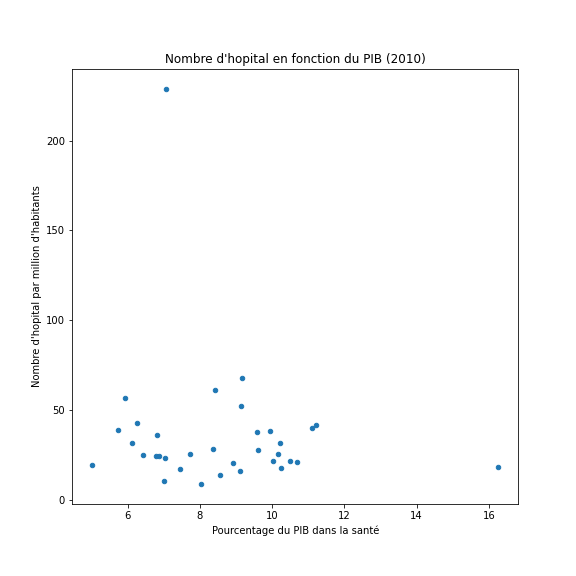 Nombre d'hopital en fonction du PIB (2010)
Nombre d'hopital par million d'habitants
200
150
100
50
0
6 8 10 12 14 16
Pourcentage du PIB dans la santé